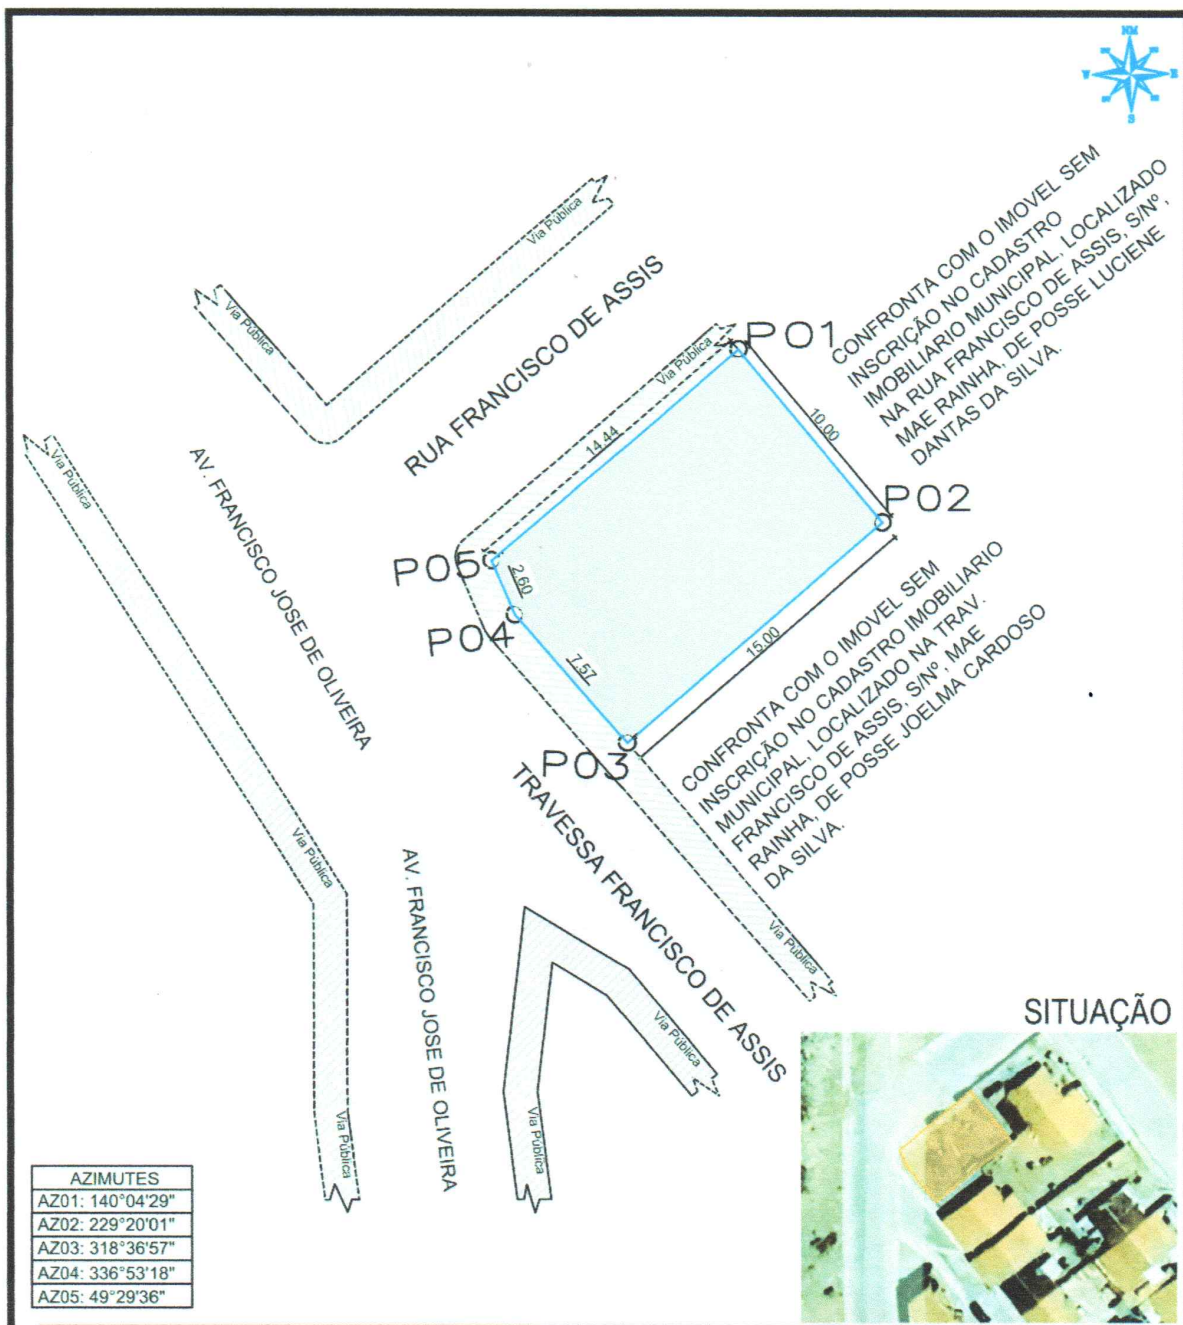 NM
V
E
S
Via Pública
Via Pública
RUA FRANCISCO DE ASSIS
Via Pública
P01
CONFRONTA COM O IMOVEL SEM
INSCRIÇÃO NO CADASTRO
IMOBILIARIO MUNICIPAL, LOCALIZADO
NA RUA FRANCISCO DE ASSIS, S/Nº,
MAE RAINHA, DE POSSE LUCIENE
DANTAS DA SILVA.
14.44
10.00
P02
Via Pública
AV. FRANCISCO JOSE DE OLIVEIRA
P05
2.60
P04
7.57
15.00
P03
CONFRONTA COM O IMOVEL SEM
INSCRIÇÃO NO CADASTRO IMOBILIARIO
MUNICIPAL, LOCALIZADO NA TRAV.
FRANCISCO DE ASSIS, S/Nº, MAE
RAINHA, DE POSSE JOELMA CARDOSO
DA SILVA.
TRAVESSA FRANCISCO DE ASSIS
Via Pública
AV. FRANCISCO JOSE DE OLIVEIRA
Via Pública
Via Pública
Via Pública
Via Pública
SITUAÇÃO
AZIMUTES
AZ01: 140°04'29"
AZ02: 229°20'01"
AZ03: 318°36'57"
AZ04: 336°53'18"
AZ05: 49°29'36"